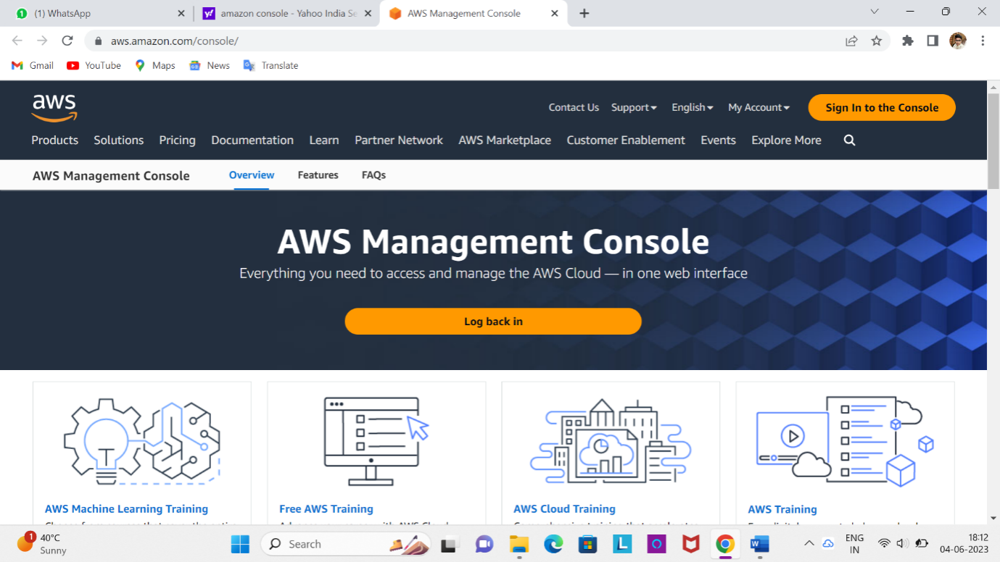 (1) WhatsApp
amazon console - Yahoo India Se
AWS Management Console
aws.amazon.com/console/
Gmail YouTube Maps News Translate
aws
Contact Us Support English My Account Sign In to the Console
Products Solutions Pricing Documentation Learn Partner Network AWS Marketplace Customer Enablement Events Explore More
AWS Management Console Overview Features FAQs
AWS Management Console
Everything you need to access and manage the AWS Cloud — in one web interface
Log back in
AWS Machine Learning Training
Free AWS Training
AWS Cloud Training
AWS Training
1
40°C
Sunny
Search
ENG
IN
18:12
04-06-2023